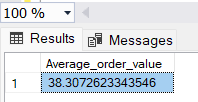 100 %
Results Messages
Average_order_value
1 38.3072623343546